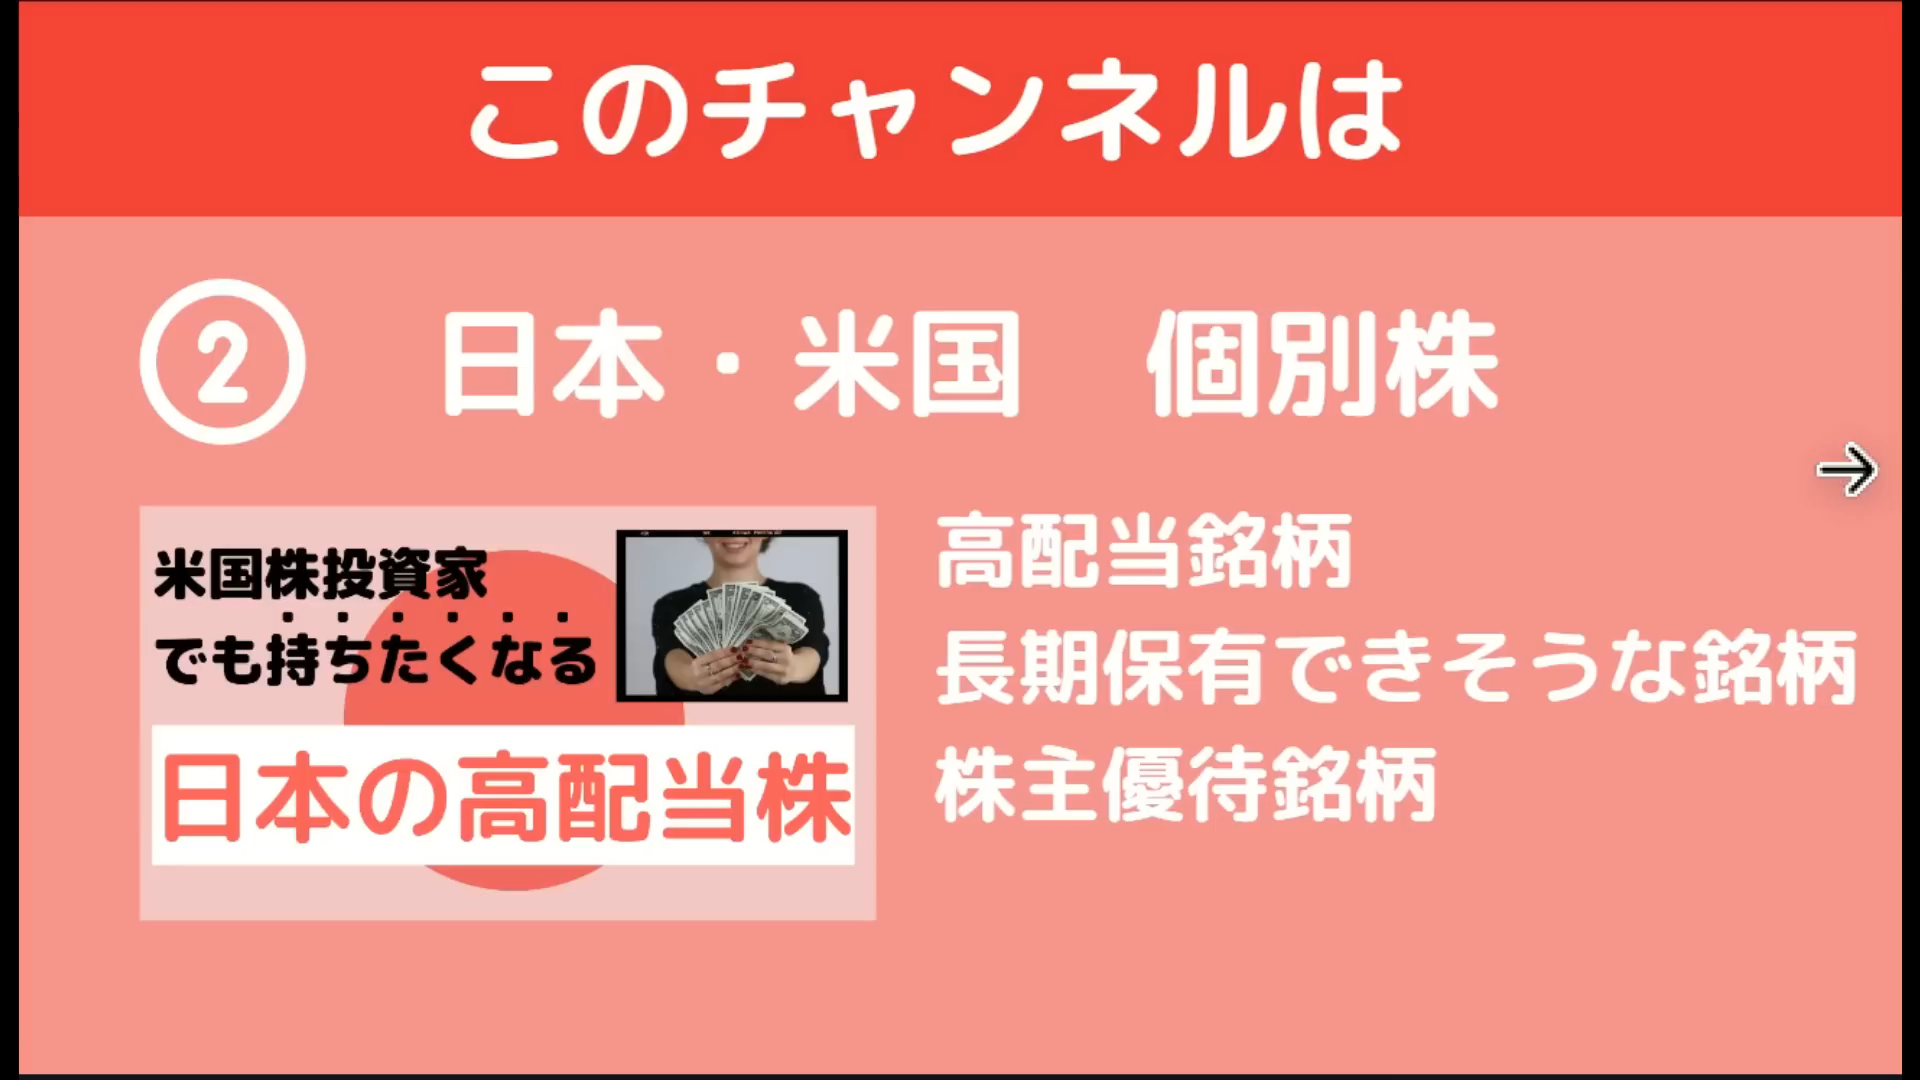 このチャンネルは
② 日本・米国　個別株
米国株投資家
でも持ちたくなる
日本の高配当株
高配当銘柄
長期保有できそうな銘柄
株主優待銘柄